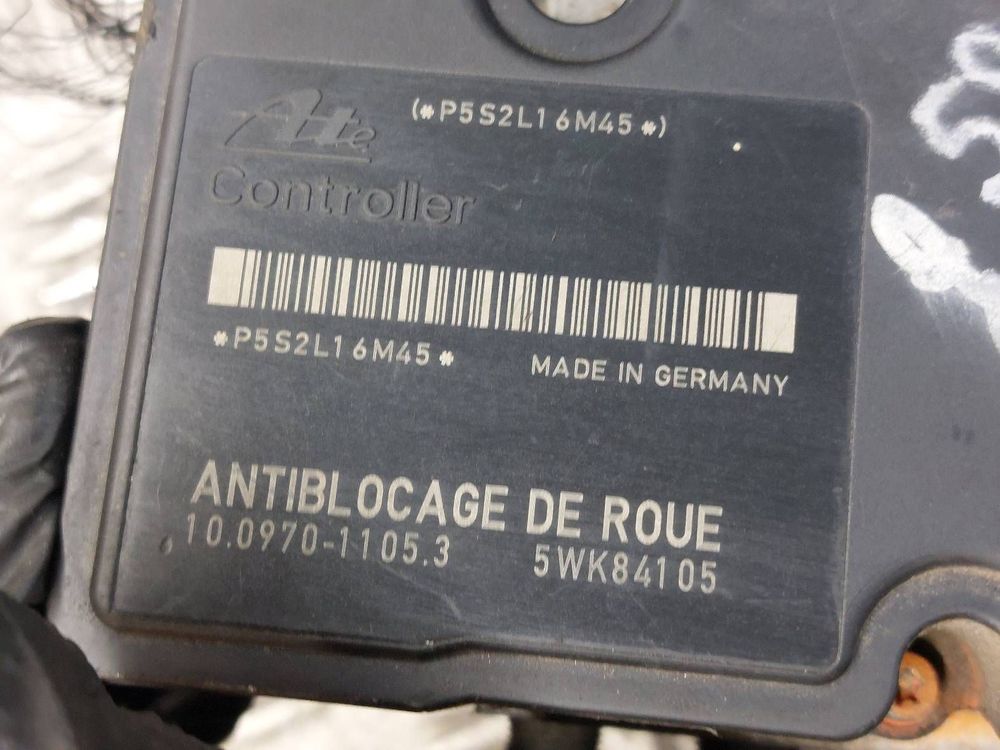 (*P5S2L16M45*)
Ate
Controller
*P5S2L16M45*
MADE IN GERMANY
ANTIBLOCAGE DE ROUE
10.0970-1105.3 5WK84105